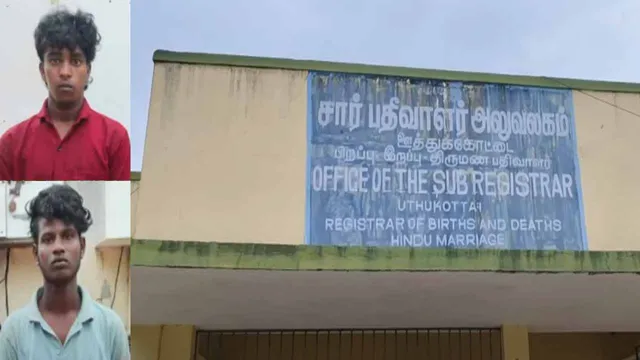 சார் பதிவாளர் அலுவலகம்
ஊத்துக்கோட்டை
பிறப்பு-இறப்பு-திருமண பதிவாளர்
OFFICE OF THE SUB REGISTRAR
UTHUKOTTAI
REGISTRAR OF BIRTHS AND DEATHS
HINDU MARRIAGE